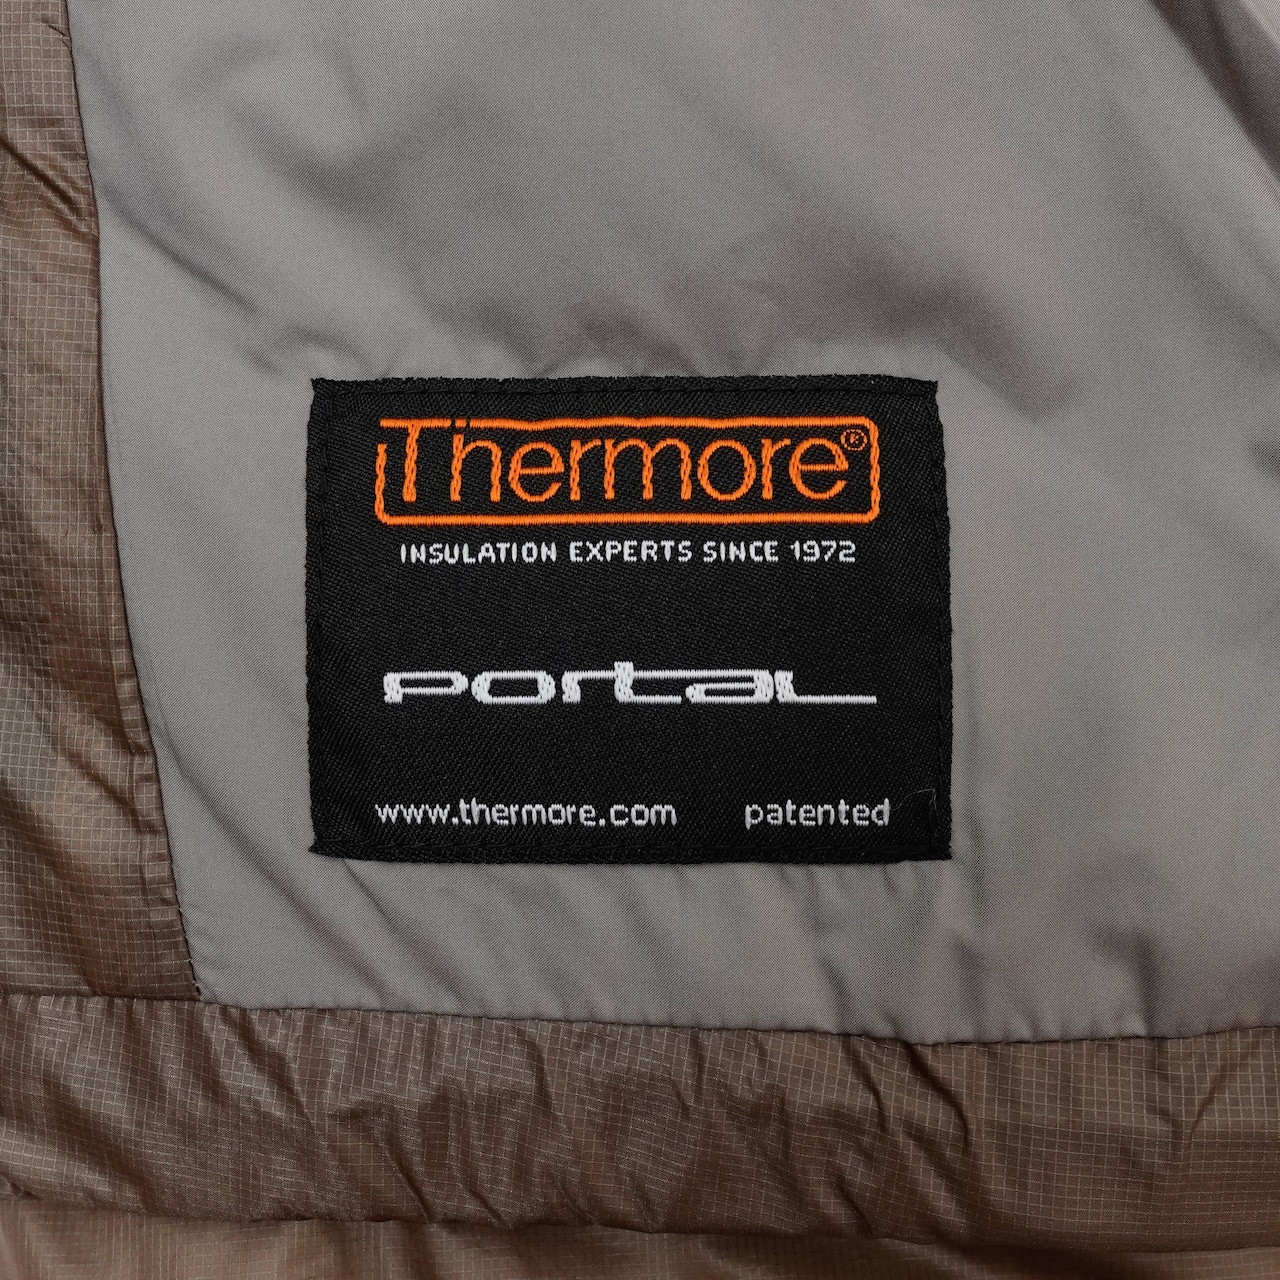 Thermore®
INSULATION EXPERTS SINCE 1972
portal
www.thermore.com patented